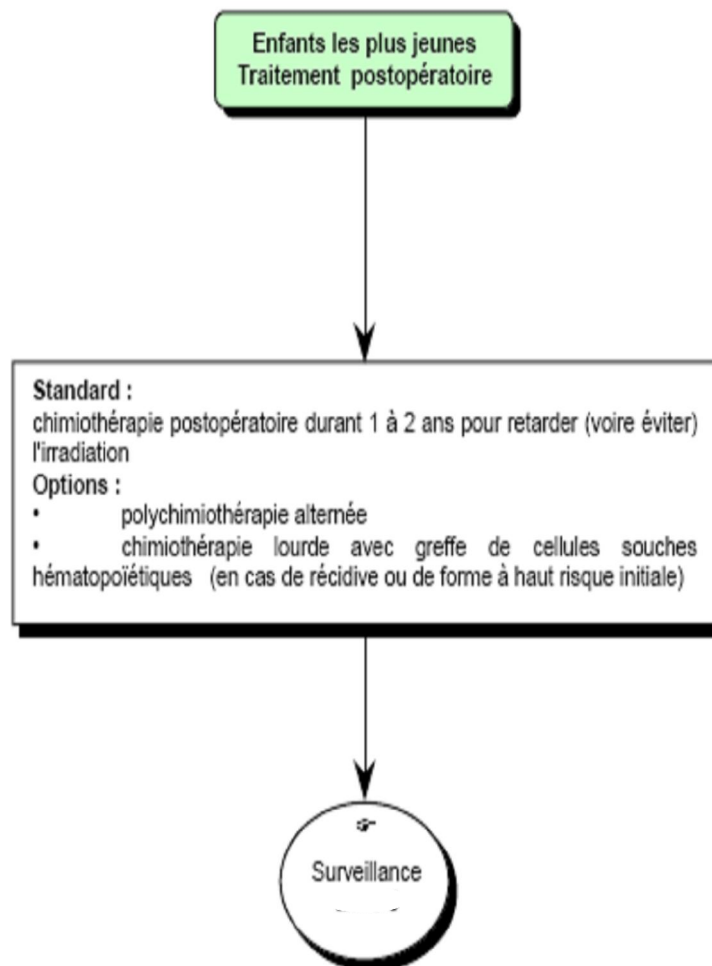 Enfants les plus jeunes
Traitement postopératoire
Standard :
chimiothérapie postopératoire durant 1 à 2 ans pour retarder (voire éviter)
l'irradiation
Options :
• polychimiothérapie alternée
• chimiothérapie lourde avec greffe de cellules souches
hématopoïétiques (en cas de récidive ou de forme à haut risque initiale)
☞
Surveillance